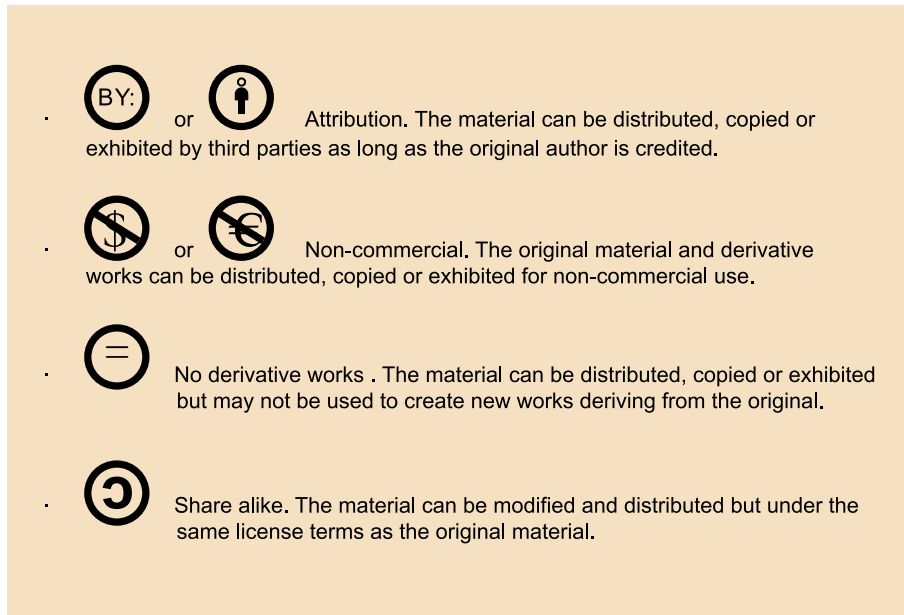 · BY: or Attribution. The material can be distributed, copied or
exhibited by third parties as long as the original author is credited.
· $ or € Non-commercial. The original material and derivative
works can be distributed, copied or exhibited for non-commercial use.
· = No derivative works . The material can be distributed, copied or exhibited
but may not be used to create new works deriving from the original.
· ɔ Share alike. The material can be modified and distributed but under the
same license terms as the original material.